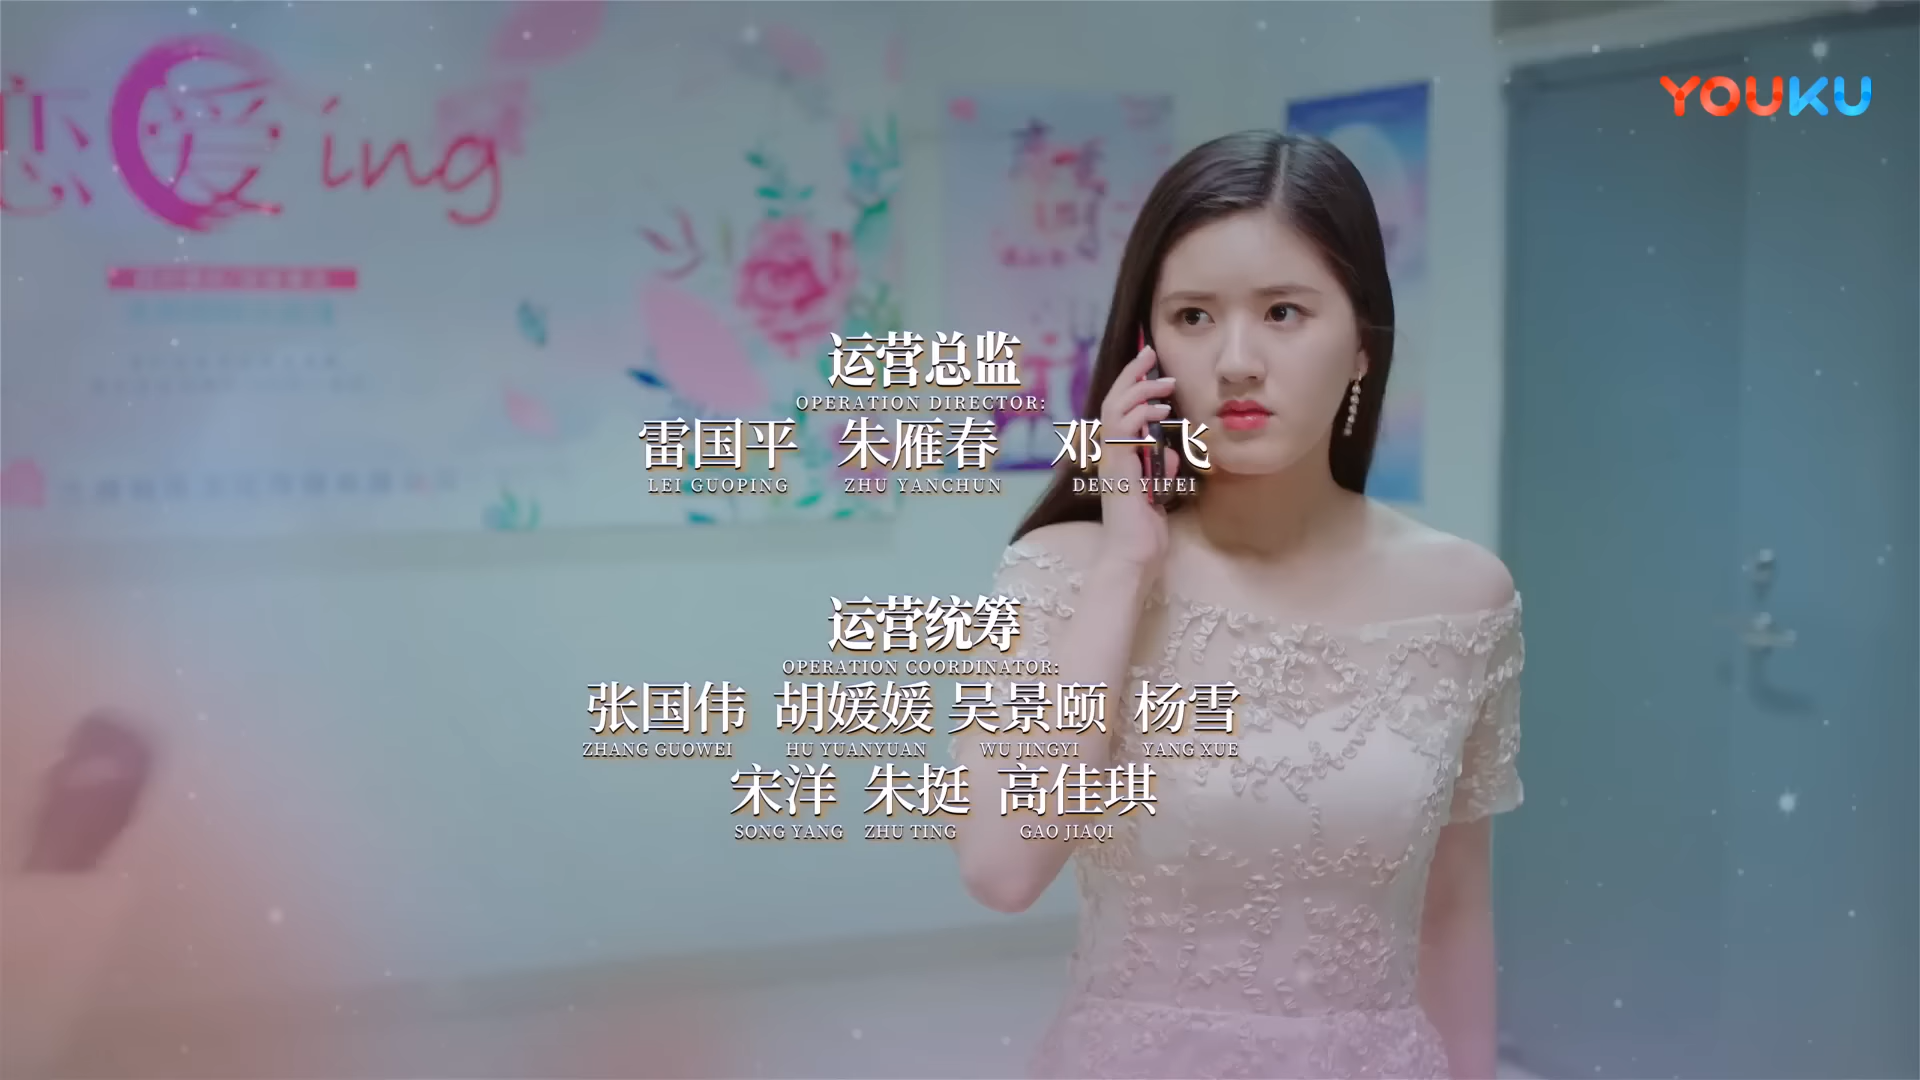 YOUKU
恋爱ing
运营总监
OPERATION DIRECTOR:
雷国平 朱雁春 邓一飞
LEI GUOPING ZHU YANCHUN DENG YIFEI
运营统筹
OPERATION COORDINATOR:
张国伟 胡媛媛 吴景颐 杨雪
ZHANG GUOWEI HU YUANYUAN WU JINGYI YANG XUE
宋洋 朱挺 高佳琪
SONG YANG ZHU TING GAO JIAQI